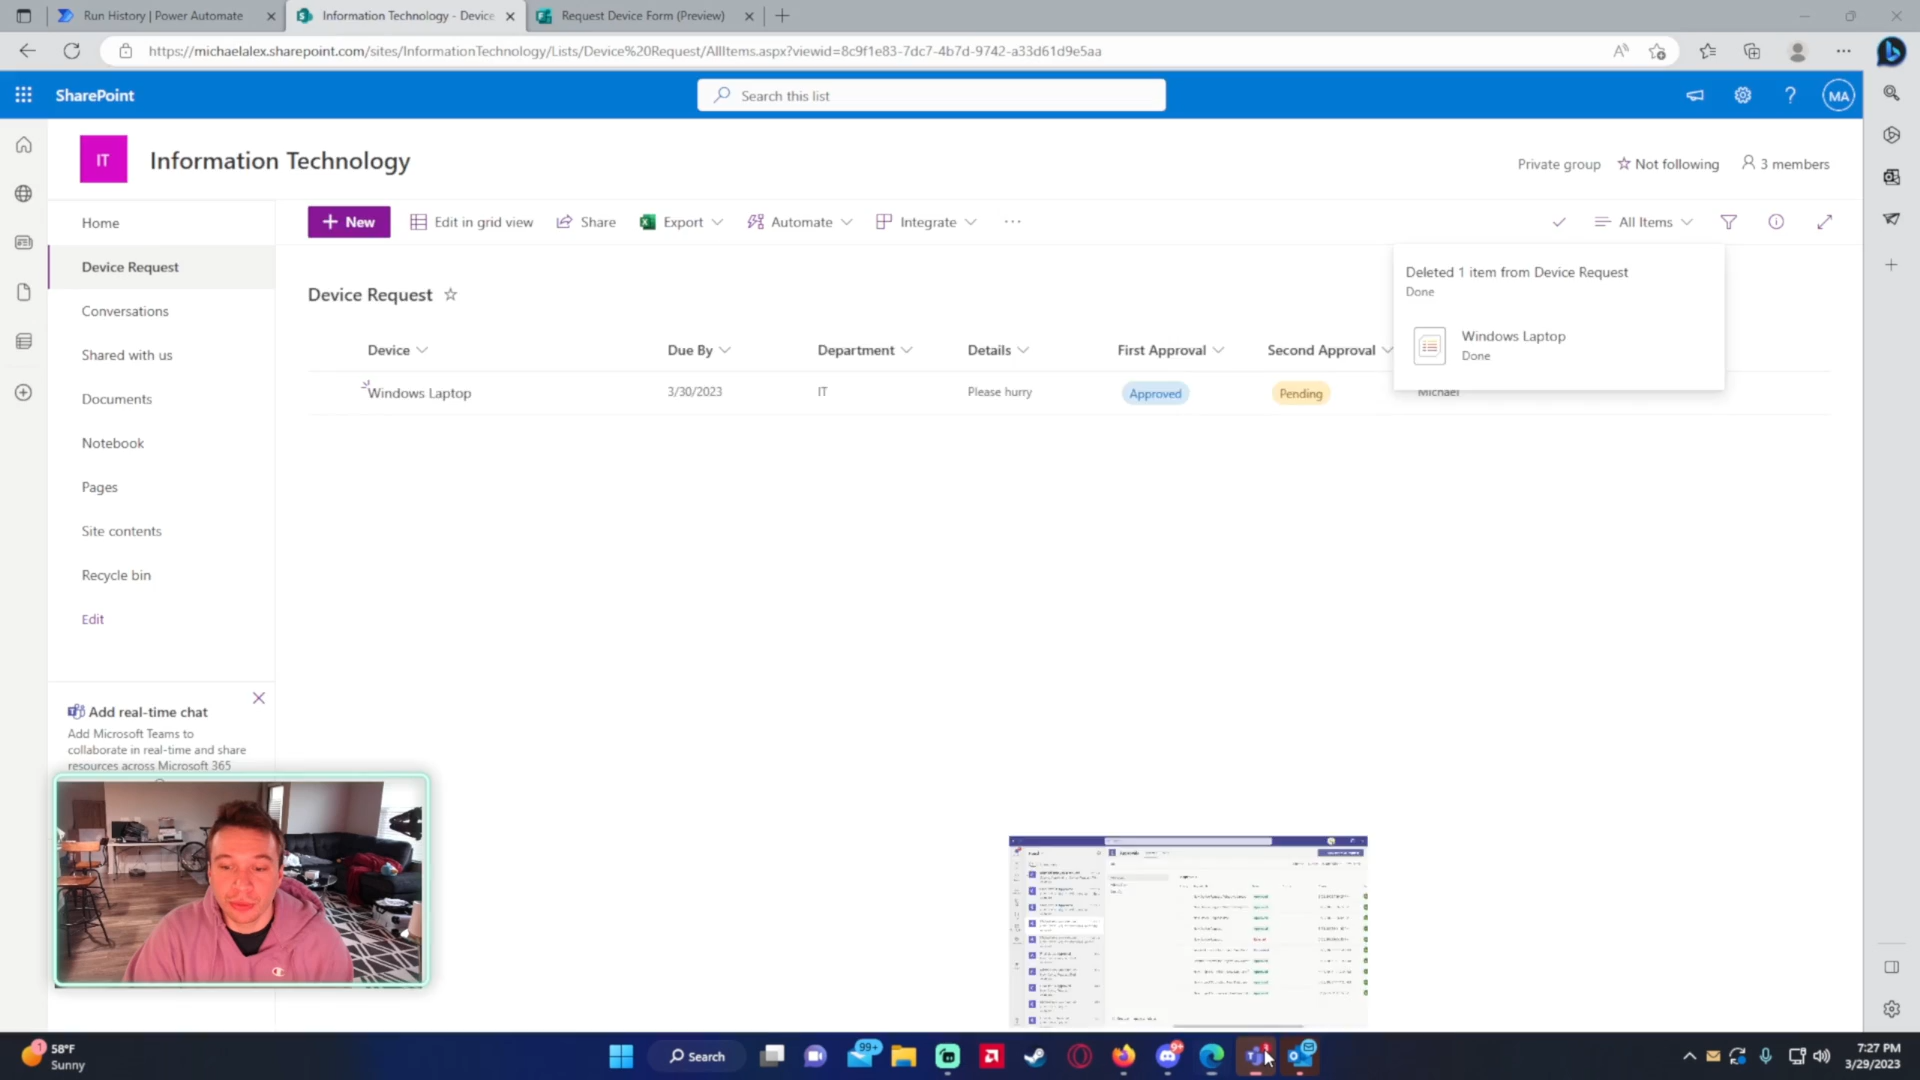 Run History | Power Automate
Information Technology - Device
Request Device Form (Preview)
https://michaelalex.sharepoint.com/sites/InformationTechnology/Lists/Device%20Request/AllItems.aspx?viewid=8c9f1e83-7dc7-4b7d-9742-a33d61d9e5aa
SharePoint
Search this list
MA
IT
Information Technology
Private group
Not following
3 members
Home
Device Request
Conversations
Shared with us
Documents
Notebook
Pages
Site contents
Recycle bin
Edit
New
Edit in grid view
Share
Export
Automate
Integrate
All Items
Deleted 1 item from Device Request
Done
Windows Laptop
Done
Device Request
Device
Due By
Department
Details
First Approval
Second Approval
Windows Laptop
3/30/2023
IT
Please hurry
Approved
Pending
Michael
Add real-time chat
Add Microsoft Teams to
collaborate in real-time and share
resources across Microsoft 365
1
58°F
Sunny
Search
99+
9+
7:27 PM
3/29/2023